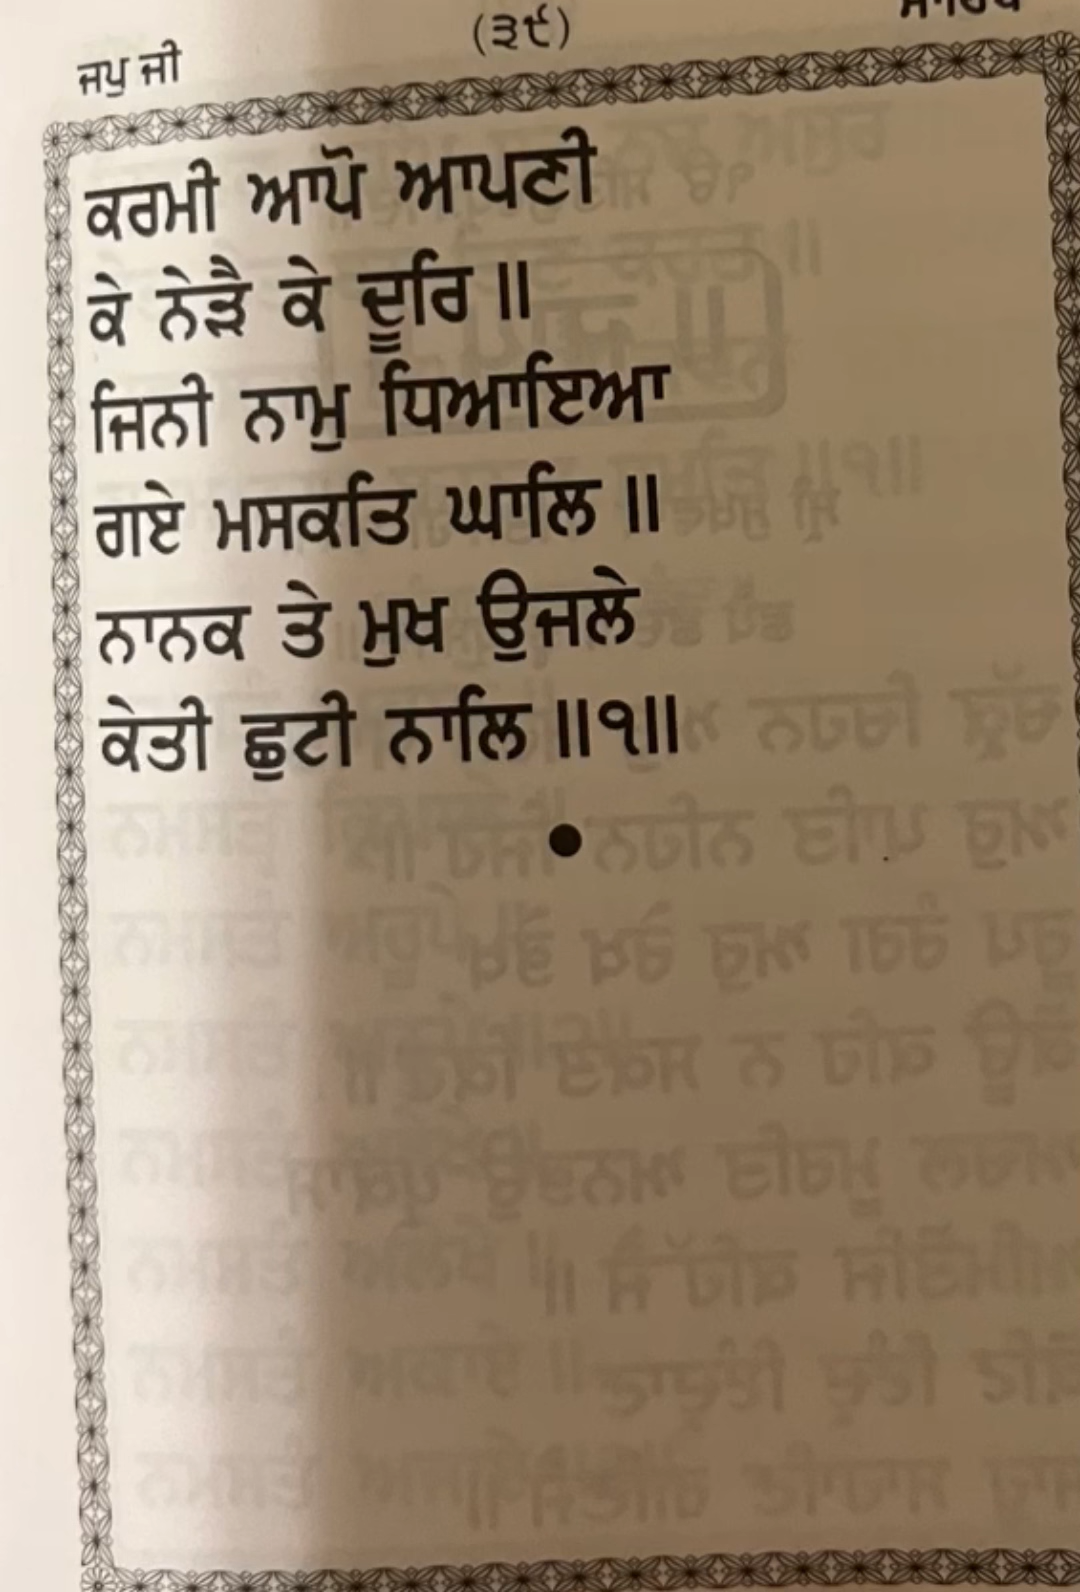 ਜਪੁ ਜੀ (੩੯) ਸਾਹਿਬ
ਕਰਮੀ ਆਪੋ ਆਪਣੀ
ਕੇ ਨੇੜੈ ਕੇ ਦੂਰਿ ॥
ਜਿਨੀ ਨਾਮੁ ਧਿਆਇਆ
ਗਏ ਮਸਕਤਿ ਘਾਲਿ ॥
ਨਾਨਕ ਤੇ ਮੁਖ ਉਜਲੇ
ਕੇਤੀ ਛੁਟੀ ਨਾਲਿ ॥੧॥